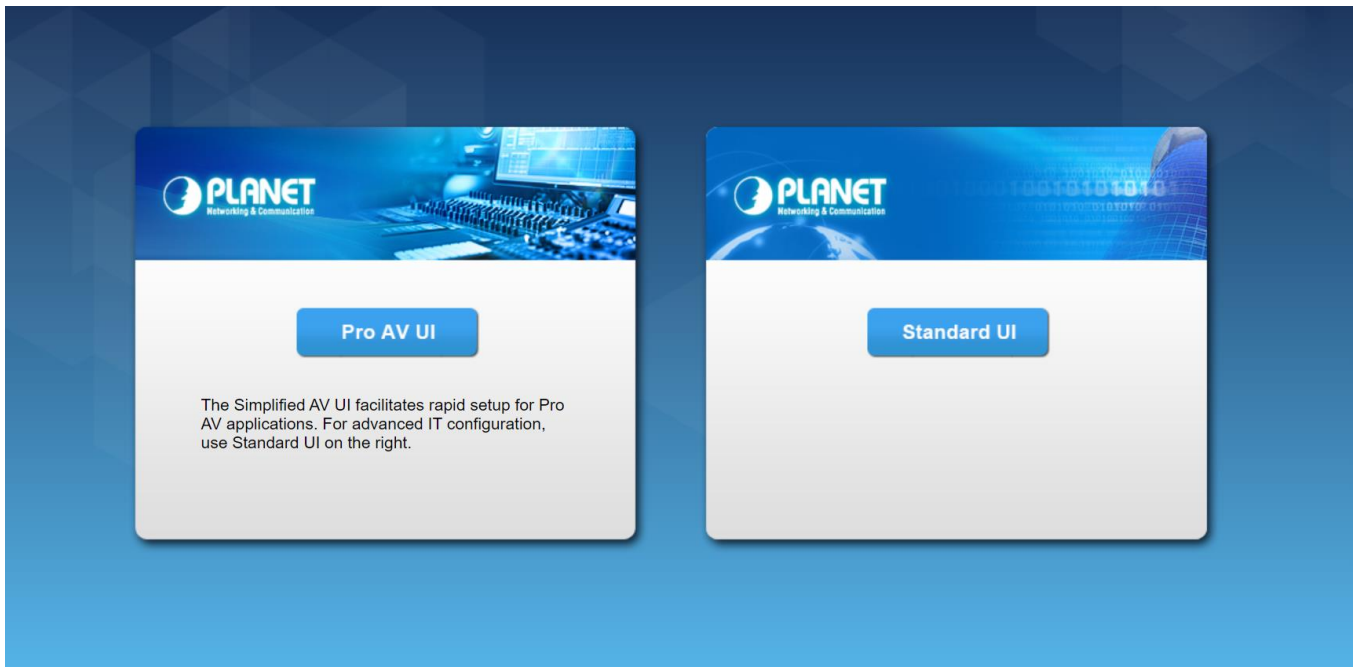 PLANET
Networking & Communication
Pro AV UI
The Simplified AV UI facilitates rapid setup for Pro
AV applications. For advanced IT configuration,
use Standard UI on the right.
PLANET
Networking & Communication
Standard UI